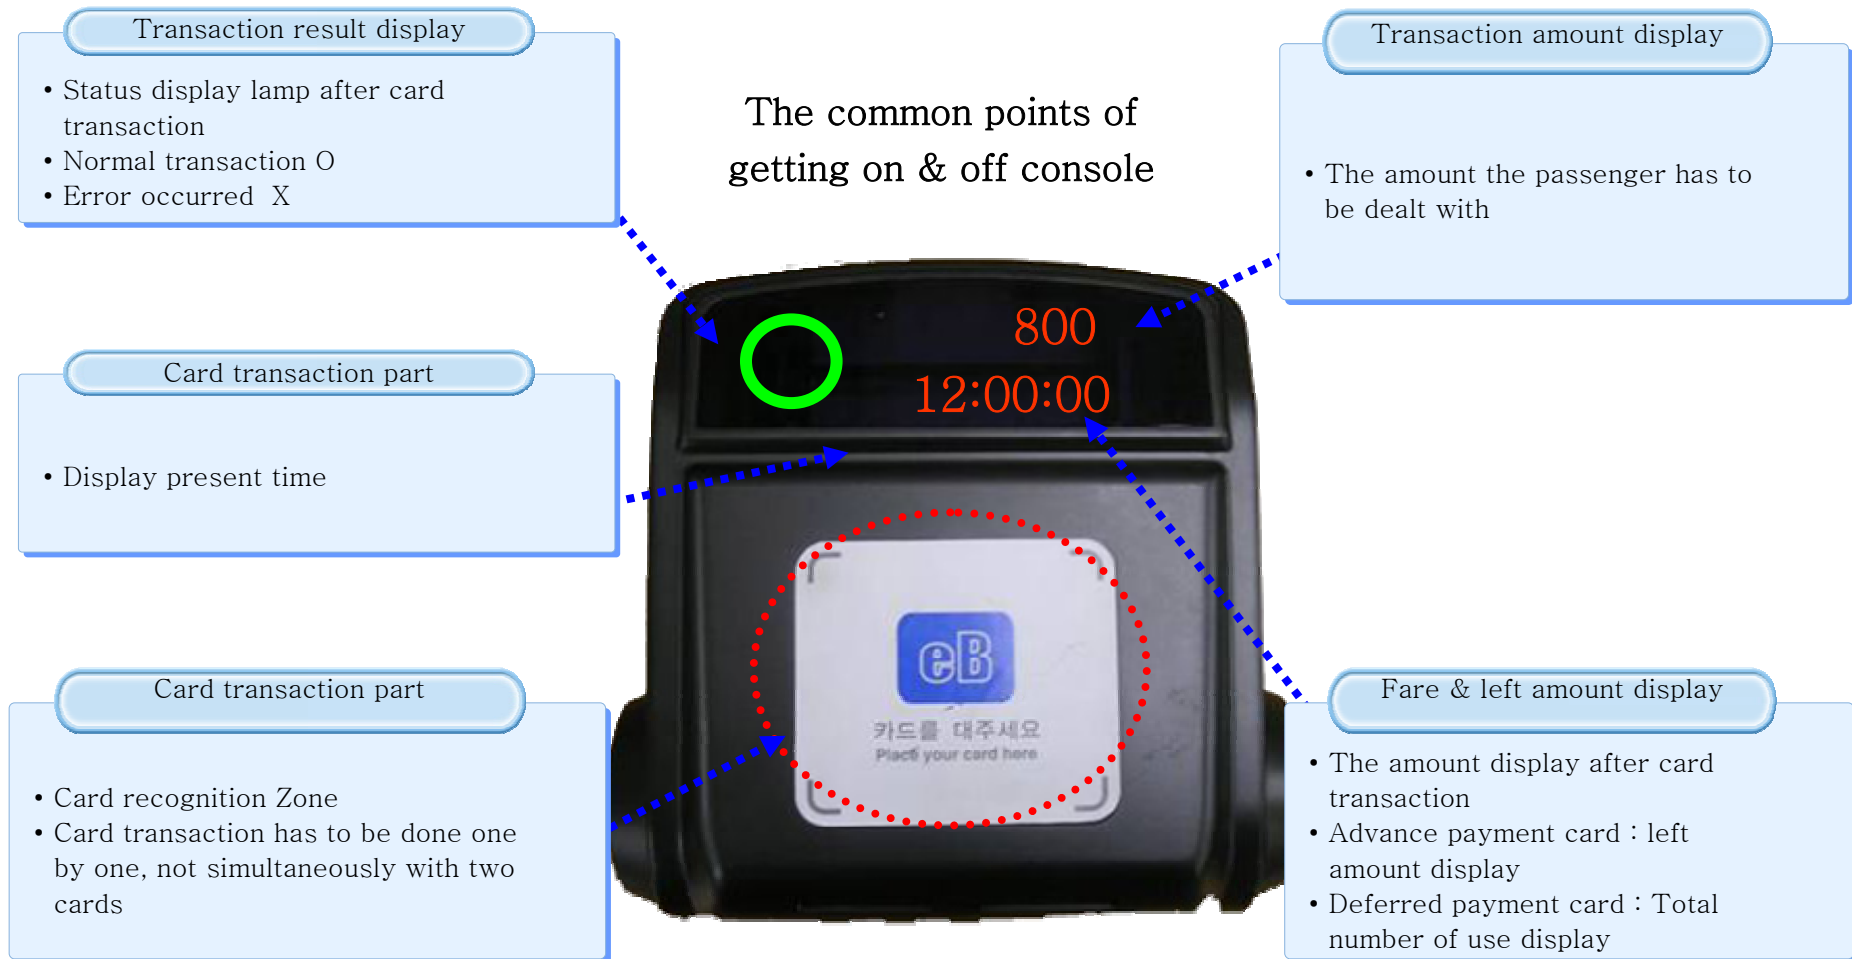 Transaction result display
• Status display lamp after card
transaction
• Normal transaction O
• Error occurred  X
The common points of
getting on & off console
Transaction amount display
• The amount the passenger has to
be dealt with
800
12:00:00
Card transaction part
• Display present time
eB
카드를 대주세요
Place your card here
Card transaction part
• Card recognition Zone
• Card transaction has to be done one
by one, not simultaneously with two
cards
Fare & left amount display
• The amount display after card
transaction
• Advance payment card : left
amount display
• Deferred payment card : Total
number of use display